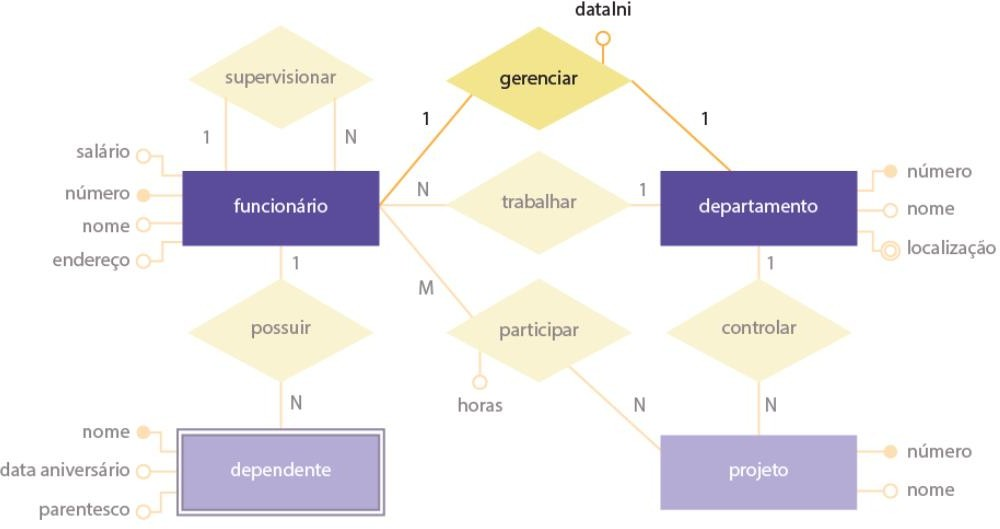 dataIni
supervisionar
gerenciar
1
1
1
N
salário
número
nome
endereço
funcionário
N
trabalhar
1
departamento
número
nome
localização
1
M
1
possuir
participar
controlar
horas
N
N
N
nome
data aniversário
parentesco
dependente
projeto
número
nome